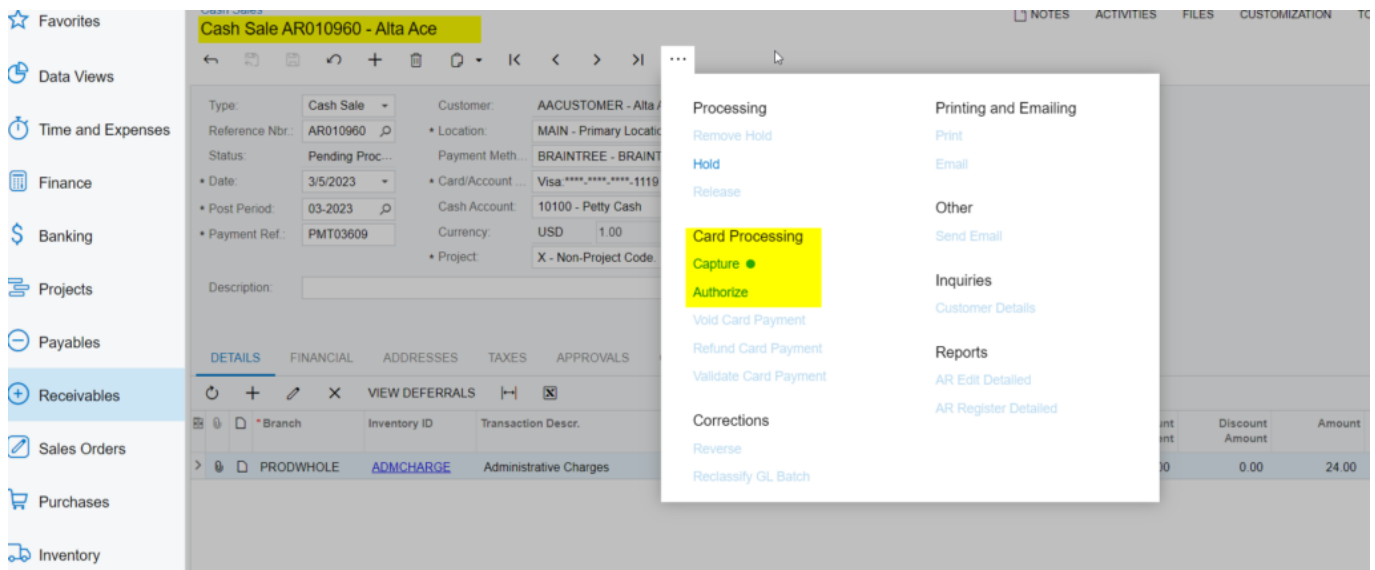 Cash Sales
Cash Sale AR010960 - Alta Ace
NOTES ACTIVITIES FILES CUSTOMIZATION
Favorites
Data Views
Time and Expenses
Finance
Banking
Projects
Payables
Receivables
Sales Orders
Purchases
Inventory
Type: Cash Sale
Reference Nbr.: AR010960
Status: Pending Proc...
* Date: 3/5/2023
* Post Period: 03-2023
* Payment Ref.: PMT03609
Description:
Customer: AACUSTOMER - Alta
* Location: MAIN - Primary Locatio
Payment Meth... BRAINTREE - BRAINT
* Card/Account ... Visa:****-****-****-1119
Cash Account: 10100 - Petty Cash
Currency: USD 1.00
* Project: X - Non-Project Code.
...
Processing
Remove Hold
Hold
Release
Card Processing
Capture
Authorize
Void Card Payment
Refund Card Payment
Validate Card Payment
Corrections
Reverse
Reclassify GL Batch
Printing and Emailing
Print
Email
Other
Send Email
Inquiries
Customer Details
Reports
AR Edit Detailed
AR Register Detailed
DETAILS FINANCIAL ADDRESSES TAXES APPROVALS
VIEW DEFERRALS
* Branch Inventory ID Transaction Descr. Discount Amount Amount
PRODWHOLE ADMCHARGE Administrative Charges 0.00 24.00